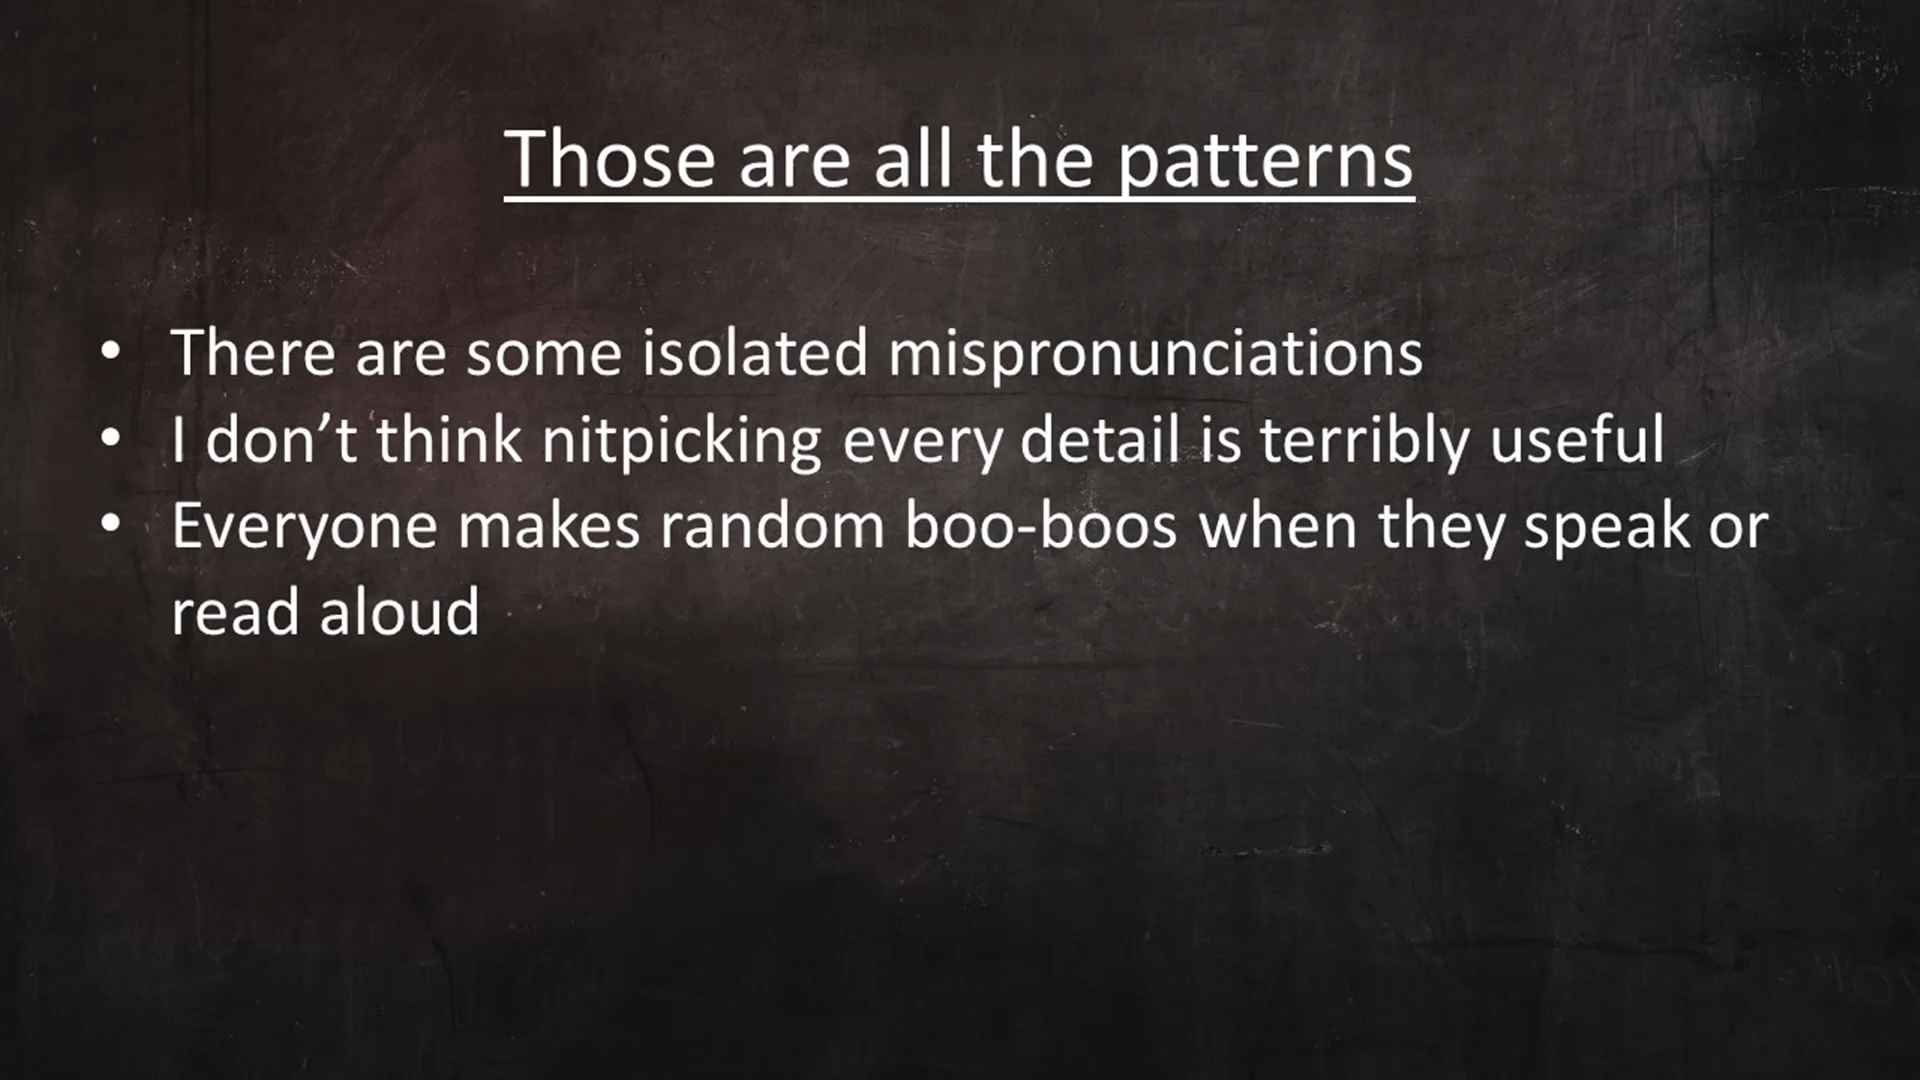 Those are all the patterns
• There are some isolated mispronunciations
• I don’t think nitpicking every detail is terribly useful
• Everyone makes random boo-boos when they speak or
read aloud